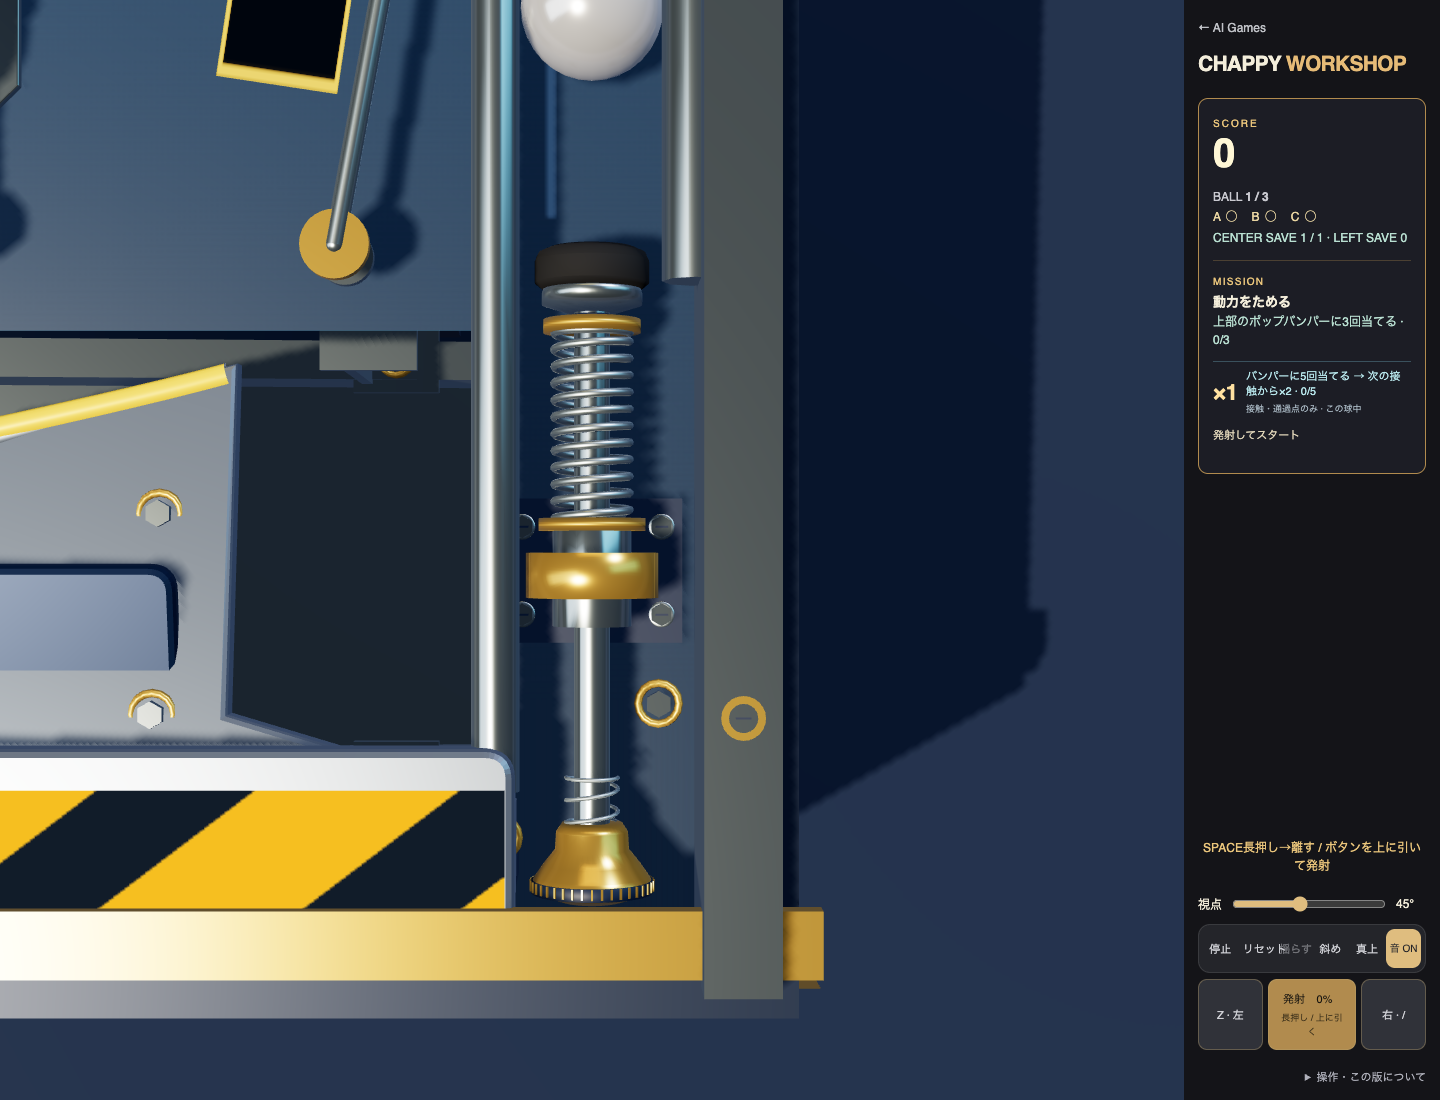 ← AI Games
CHAPPY WORKSHOP
SCORE
0
BALL 1 / 3
A ○ B ○ C ○
CENTER SAVE 1 / 1 · LEFT SAVE 0
MISSION
動力をためる
上部のポップバンパーに3回当てる ·
0/3
×1
バンパーに5回当てる → 次の接
触から×2 · 0/5
接触・通過点のみ・この球中
発射してスタート
SPACE長押し→離す / ボタンを上に引い
て発射
視点 45°
停止 リセット 揺らす 斜め 真上 音 ON
Z · 左
発射 0%
長押し / 上に引
く
右 · /
▶ 操作・この版について